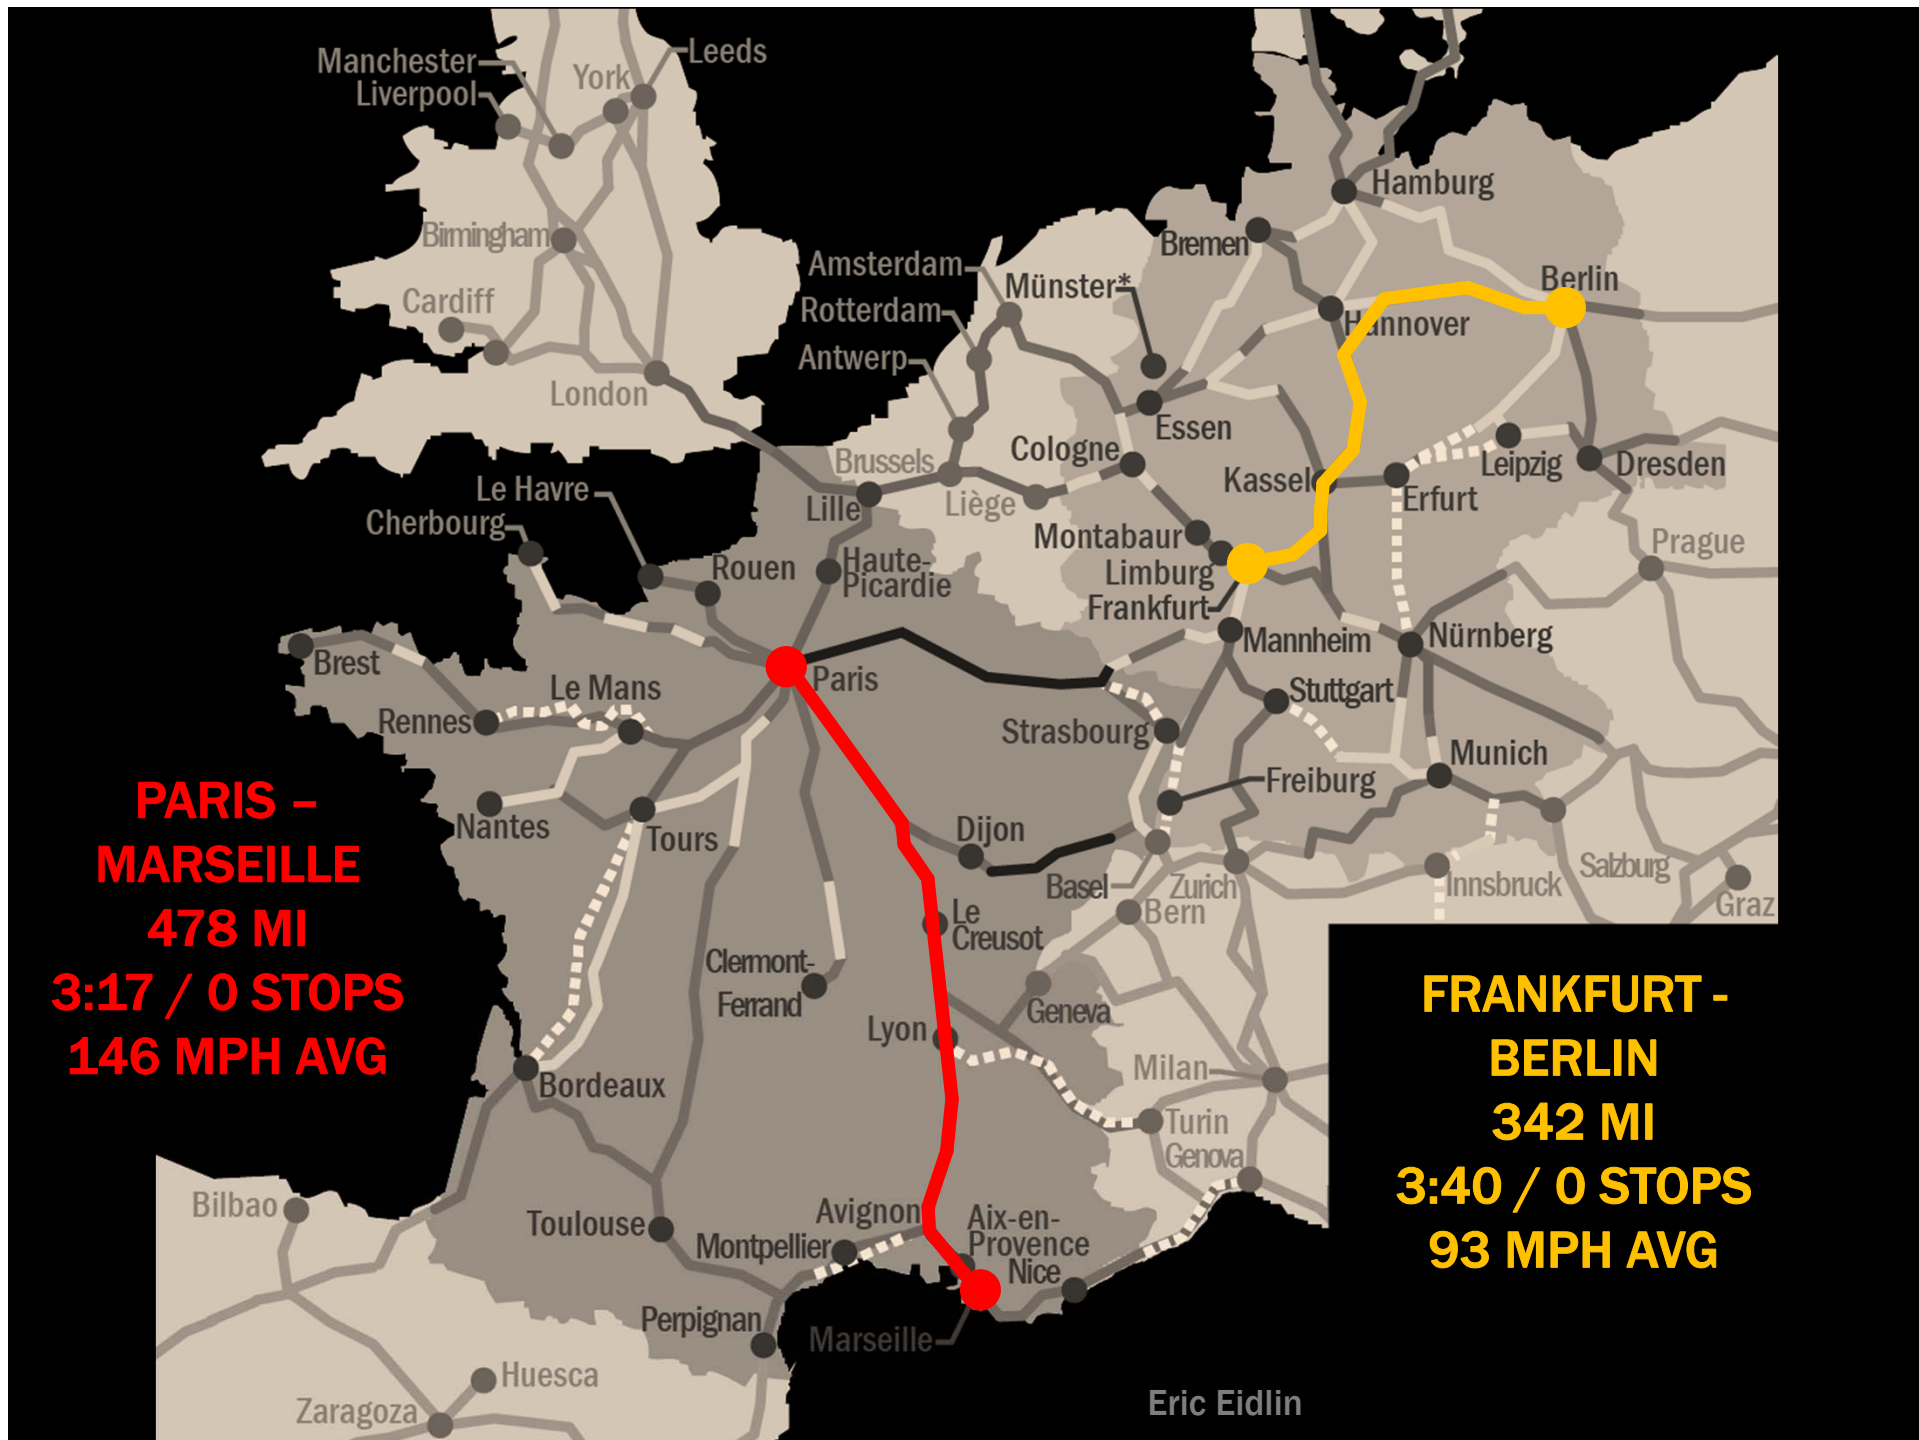 Manchester
Leeds
Liverpool
York
Hamburg
Birmingham
Bremen
Amsterdam
Münster*
Berlin
Cardiff
Rotterdam
Hannover
Antwerp
London
Essen
Cologne
Brussels
Kassel
Leipzig
Dresden
Le Havre
Lille
Liège
Erfurt
Cherbourg
Montabaur
Prague
Rouen
Haute-
Picardie
Limburg
Frankfurt
Mannheim
Nürnberg
Brest
Paris
Le Mans
Stuttgart
Rennes
Strasbourg
Munich
Freiburg
Nantes
Tours
Dijon
Basel
Zurich
Innsbruck
Salzburg
Graz
Bern
Le
Creusot
Clermont-
Ferrand
Geneva
Lyon
Milan
Bordeaux
Turin
Genova
Bilbao
Toulouse
Avignon
Montpellier
Aix-en-
Provence
Nice
Perpignan
Marseille
Huesca
Zaragoza
PARIS –
MARSEILLE
478 MI
3:17 / 0 STOPS
146 MPH AVG
FRANKFURT -
BERLIN
342 MI
3:40 / 0 STOPS
93 MPH AVG
Eric Eidlin